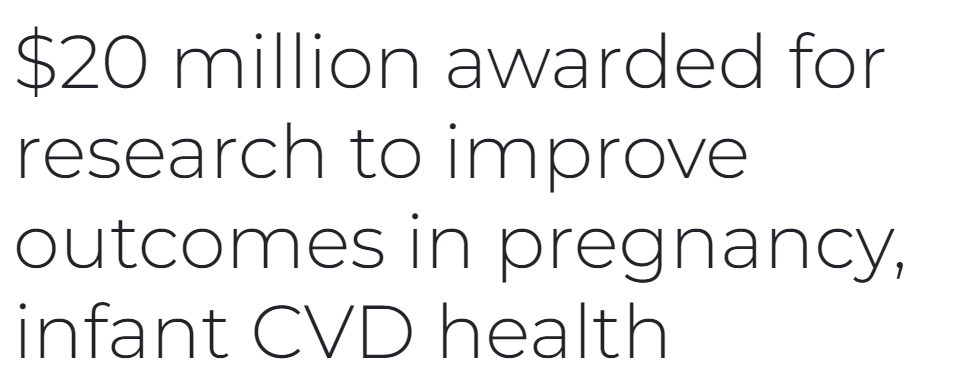 $20 million awarded for
research to improve
outcomes in pregnancy,
infant CVD health